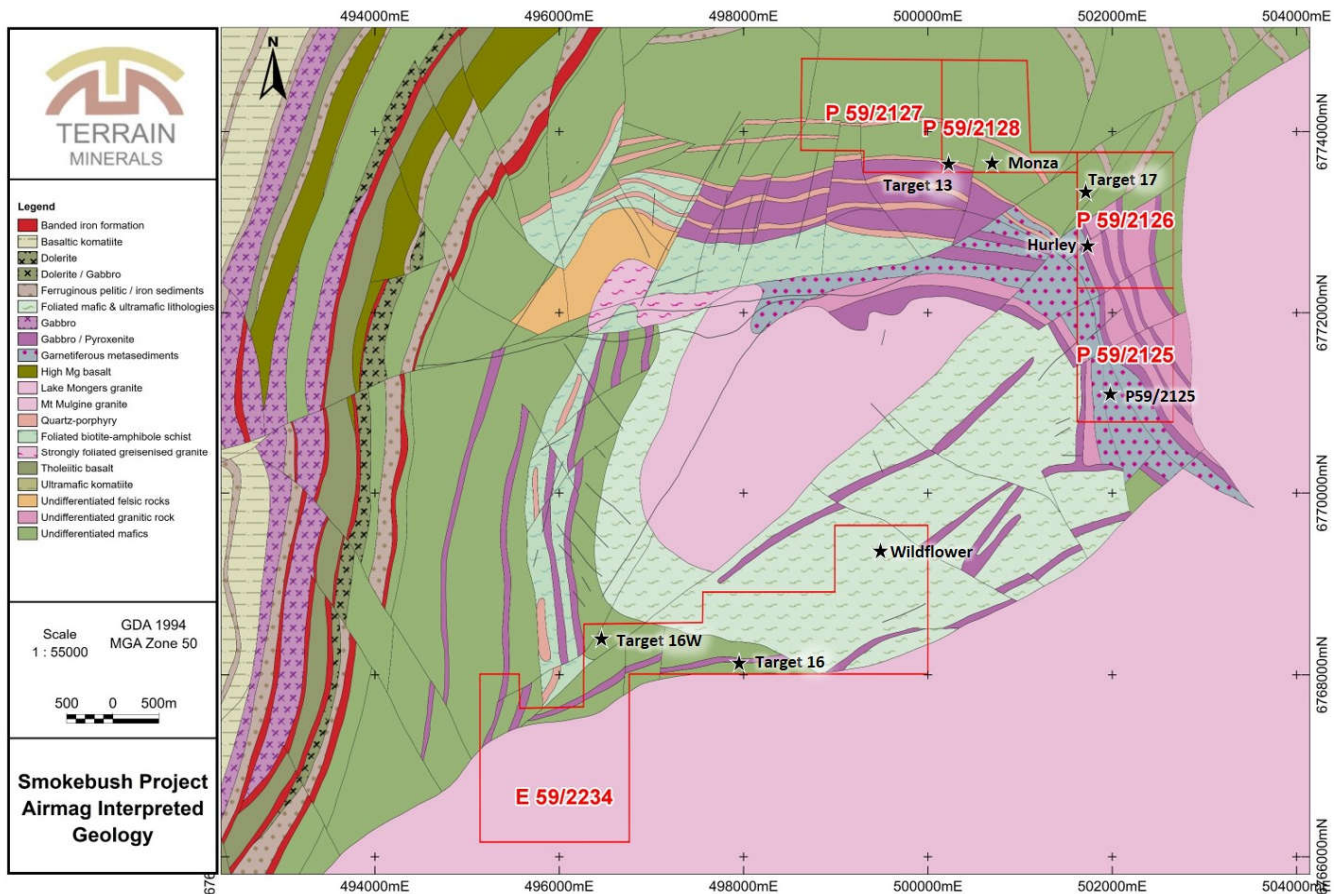 494000mE 496000mE 498000mE 500000mE 502000mE 504000mE
TERRAIN
MINERALS
Legend
Banded iron formation
Basaltic komatiite
Dolerite
Dolerite / Gabbro
Ferruginous pelitic / iron sediments
Foliated mafic & ultramafic lithologies
Gabbro
Gabbro / Pyroxenite
Garnetiferous metasediments
High Mg basalt
Lake Mongers granite
Mt Mulgine granite
Quartz-porphyry
Foliated biotite-amphibole schist
Strongly foliated greisenised granite
Tholeiitic basalt
Ultramafic komatiite
Undifferentiated felsic rocks
Undifferentiated granitic rock
Undifferentiated mafics
Scale
1 : 55000
GDA 1994
MGA Zone 50
500 0 500m
Smokebush Project
Airmag Interpreted
Geology
N
P 59/2127
P 59/2128
Monza
Target 13
Target 17
P 59/2126
Hurley
P 59/2125
P59/2125
Wildflower
Target 16W
Target 16
E 59/2234
6774000mN
6772000mN
6770000mN
6768000mN
6766000mN
494000mE 496000mE 498000mE 500000mE 502000mE 504000mE